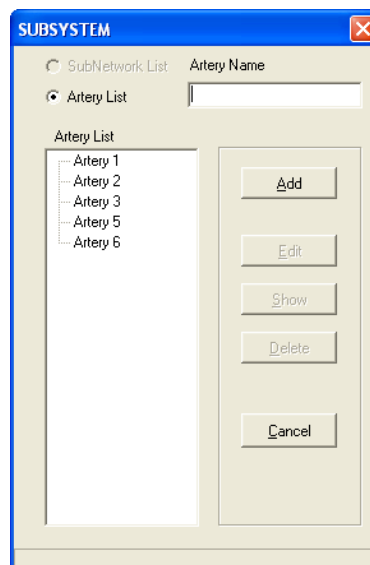 SUBSYSTEM
SubNetwork List
Artery Name
Artery List
Artery List
Artery 1
Artery 2
Artery 3
Artery 5
Artery 6
Add
Edit
Show
Delete
Cancel